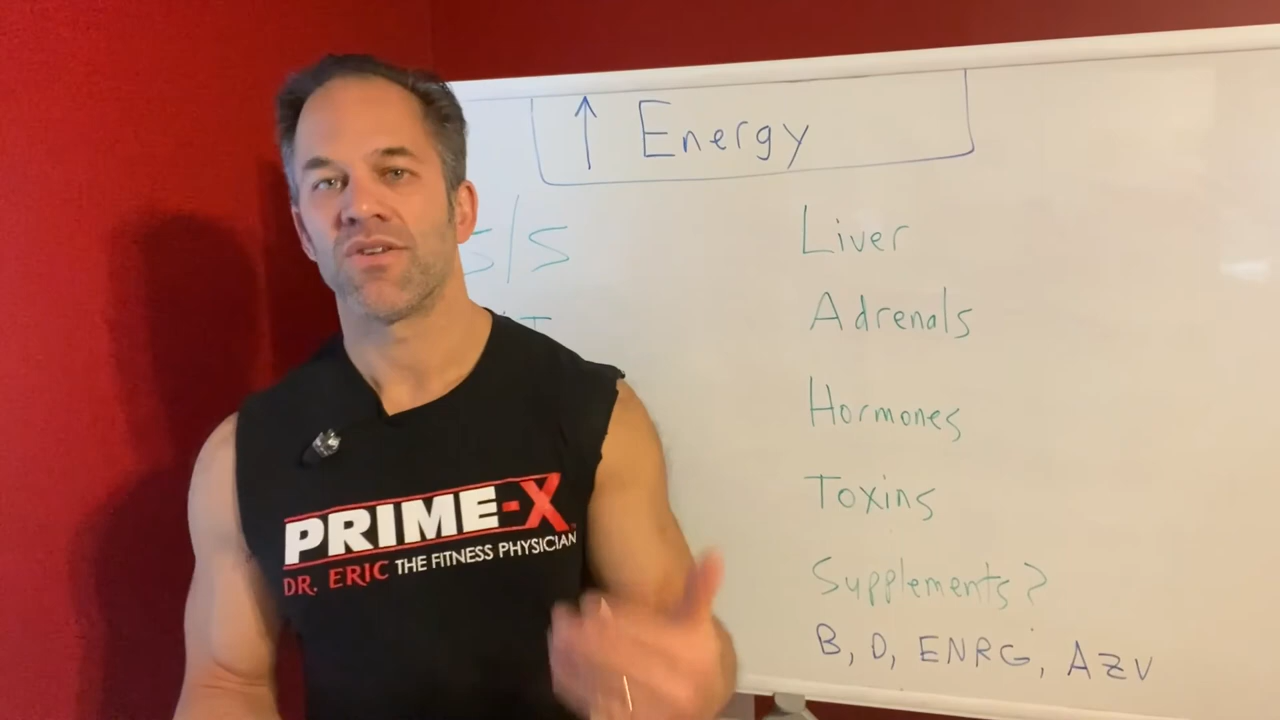 ↑ Energy
S/S
Liver
Adrenals
Hormones
Toxins
Supplements?
B, D, ENRG, AZV
PRIME-X
DR. ERIC THE FITNESS PHYSICIAN